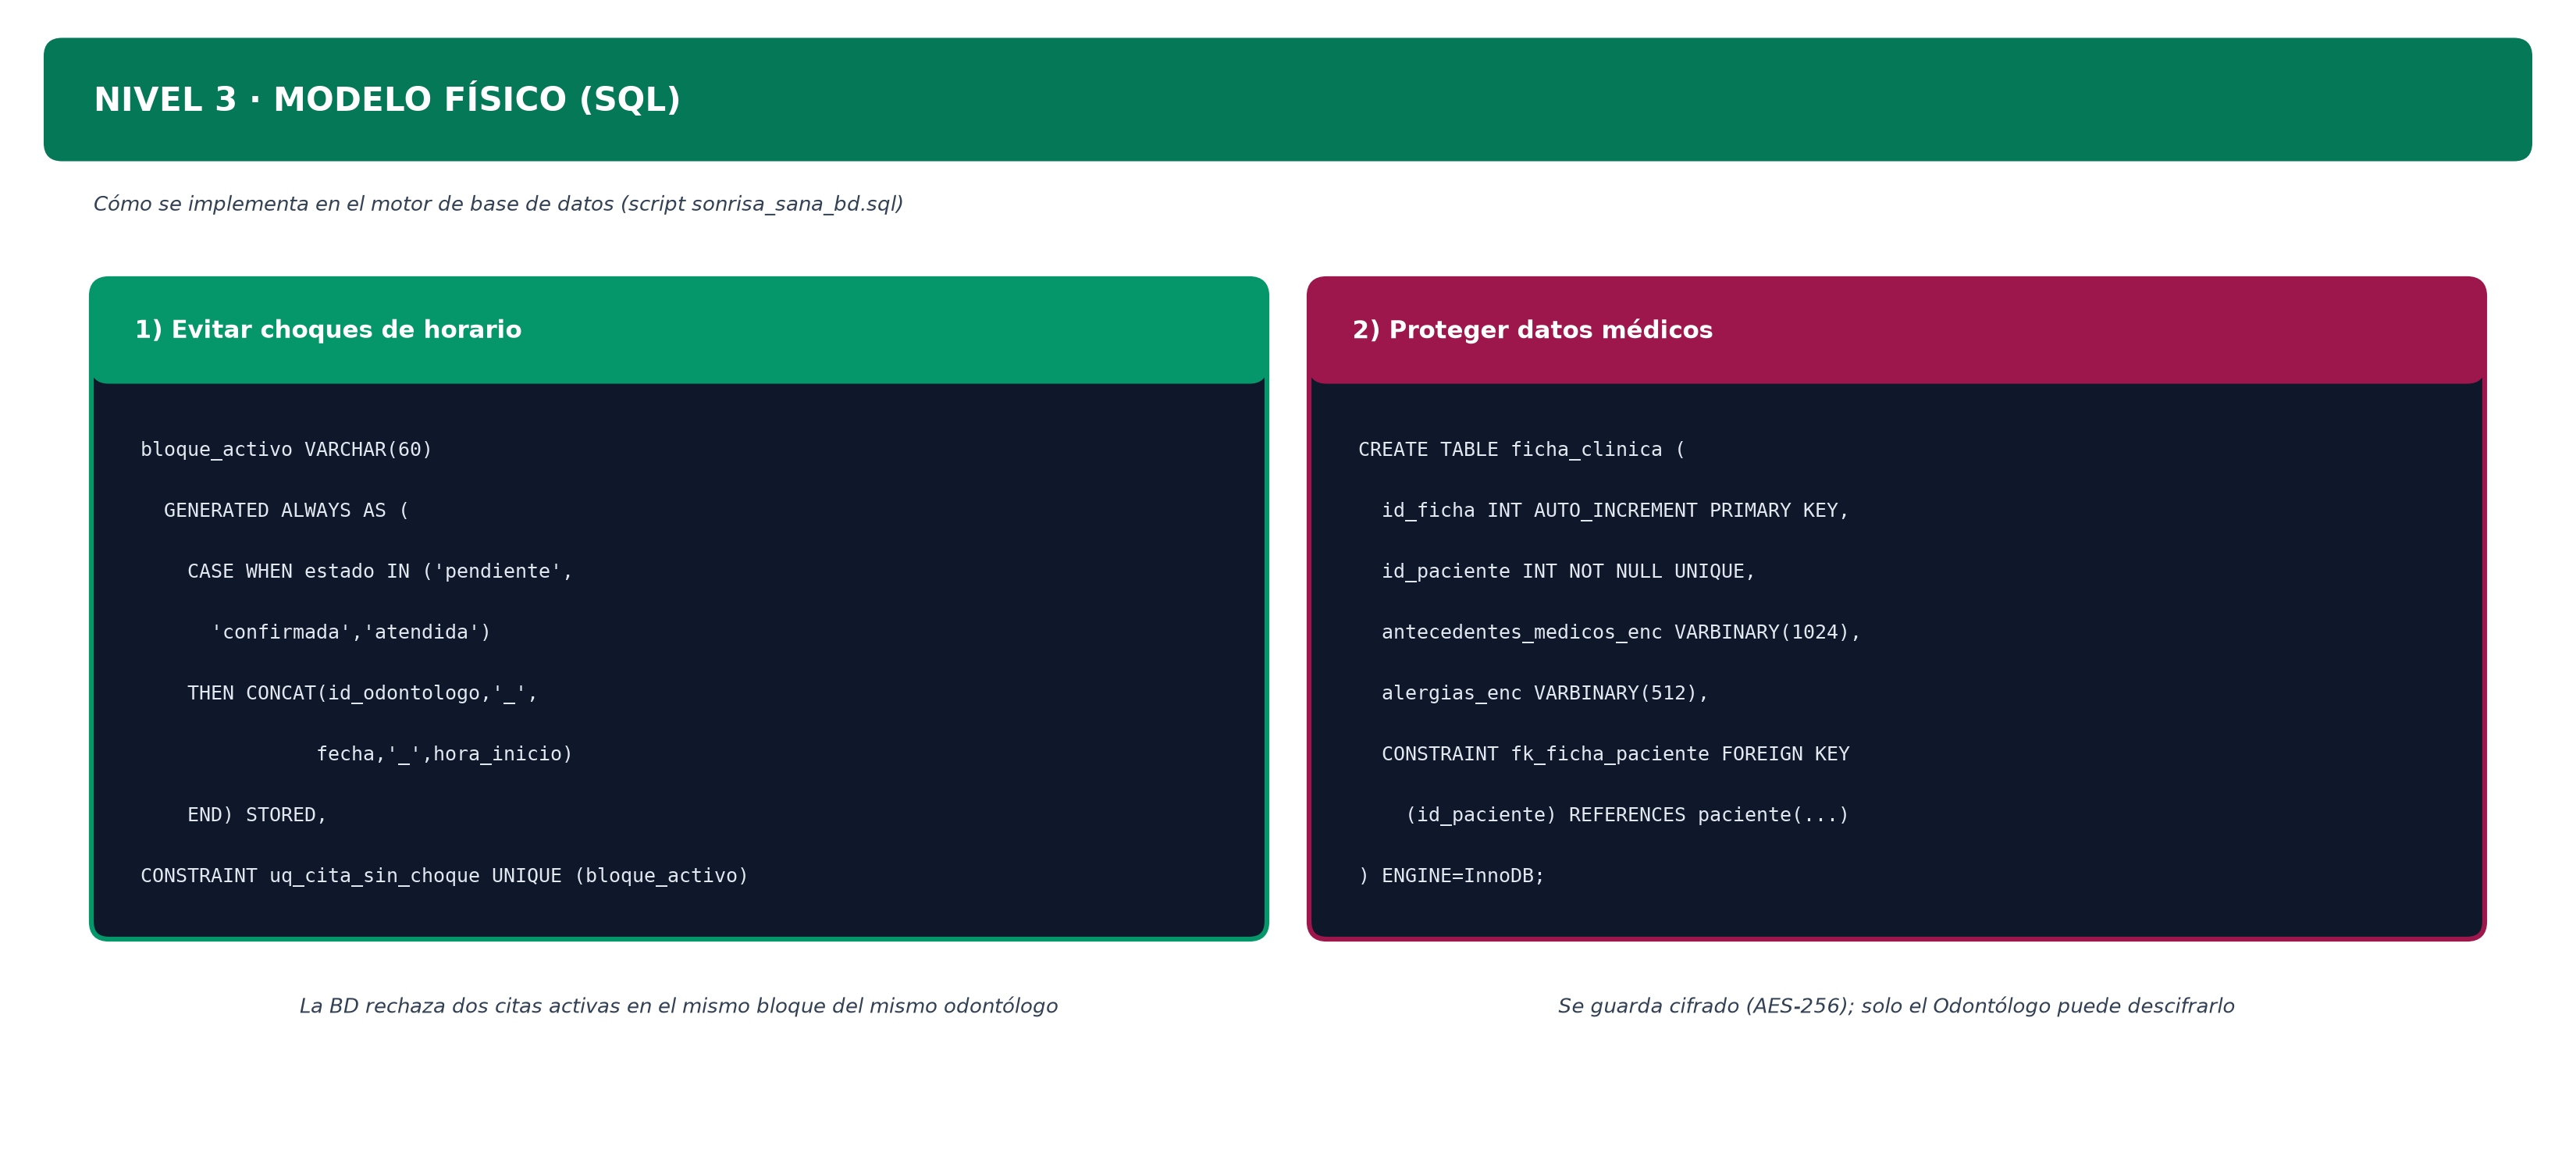 NIVEL 3 · MODELO FÍSICO (SQL)
Cómo se implementa en el motor de base de datos (script sonrisa_sana_bd.sql)
1) Evitar choques de horario
bloque_activo VARCHAR(60)
GENERATED ALWAYS AS (
CASE WHEN estado IN ('pendiente',
'confirmada','atendida')
THEN CONCAT(id_odontologo,'_',
fecha,'_',hora_inicio)
END) STORED,
CONSTRAINT uq_cita_sin_choque UNIQUE (bloque_activo)
La BD rechaza dos citas activas en el mismo bloque del mismo odontólogo
2) Proteger datos médicos
CREATE TABLE ficha_clinica (
id_ficha INT AUTO_INCREMENT PRIMARY KEY,
id_paciente INT NOT NULL UNIQUE,
antecedentes_medicos_enc VARBINARY(1024),
alergias_enc VARBINARY(512),
CONSTRAINT fk_ficha_paciente FOREIGN KEY
(id_paciente) REFERENCES paciente(...)
) ENGINE=InnoDB;
Se guarda cifrado (AES-256); solo el Odontólogo puede descifrarlo